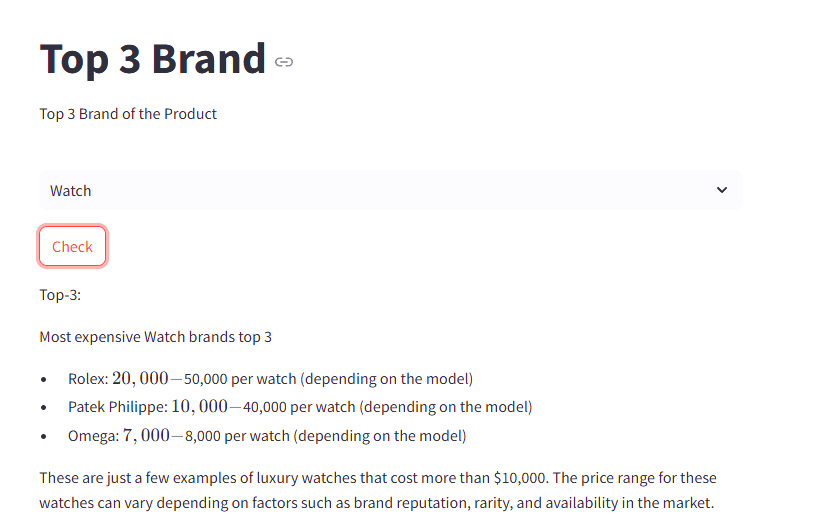 Top 3 Brand
Top 3 Brand of the Product
Watch
Check
Top-3:
Most expensive Watch brands top 3
• Rolex: 20,000−50,000 per watch (depending on the model)
• Patek Philippe: 10,000−40,000 per watch (depending on the model)
• Omega: 7,000−8,000 per watch (depending on the model)
These are just a few examples of luxury watches that cost more than $10,000. The price range for these
watches can vary depending on factors such as brand reputation, rarity, and availability in the market.